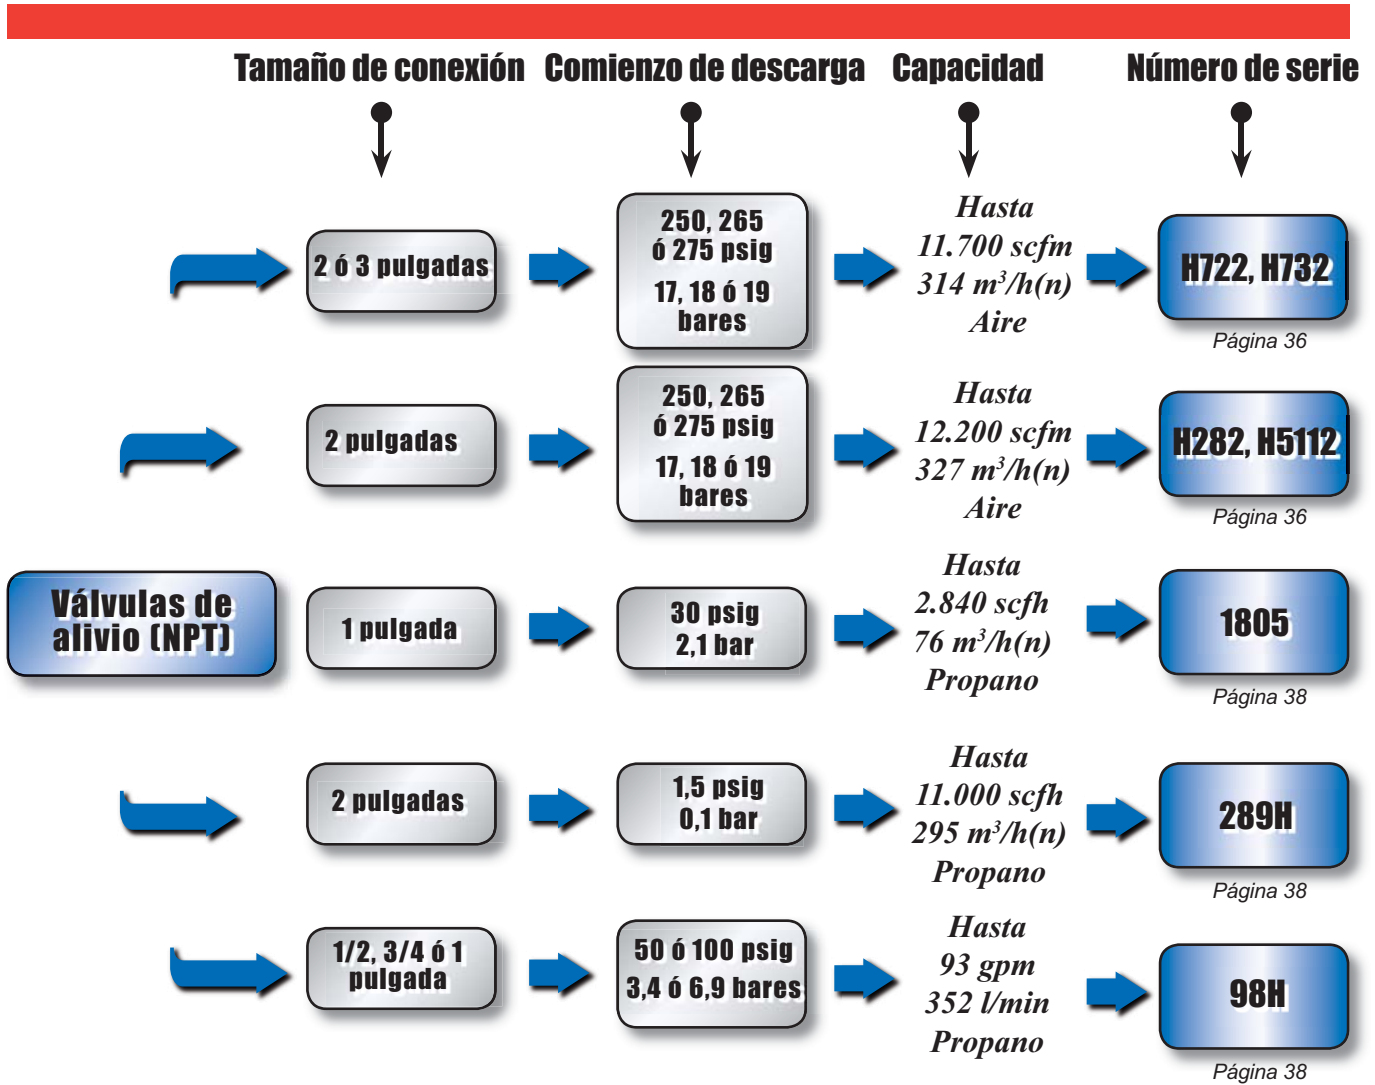 Tamaño de conexión
Comienzo de descarga
Capacidad
Número de serie
2 ó 3 pulgadas
250, 265
ó 275 psig
17, 18 ó 19
bares
Hasta
11.700 scfm
314 m³/h(n)
Aire
H722, H732
Página 36
2 pulgadas
250, 265
ó 275 psig
17, 18 ó 19
bares
Hasta
12.200 scfm
327 m³/h(n)
Aire
H282, H5112
Página 36
Válvulas de
alivio (NPT)
1 pulgada
30 psig
2,1 bar
Hasta
2.840 scfh
76 m³/h(n)
Propano
1805
Página 38
2 pulgadas
1,5 psig
0,1 bar
Hasta
11.000 scfh
295 m³/h(n)
Propano
289H
Página 38
1/2, 3/4 ó 1
pulgada
50 ó 100 psig
3,4 ó 6,9 bares
Hasta
93 gpm
352 l/min
Propano
98H
Página 38